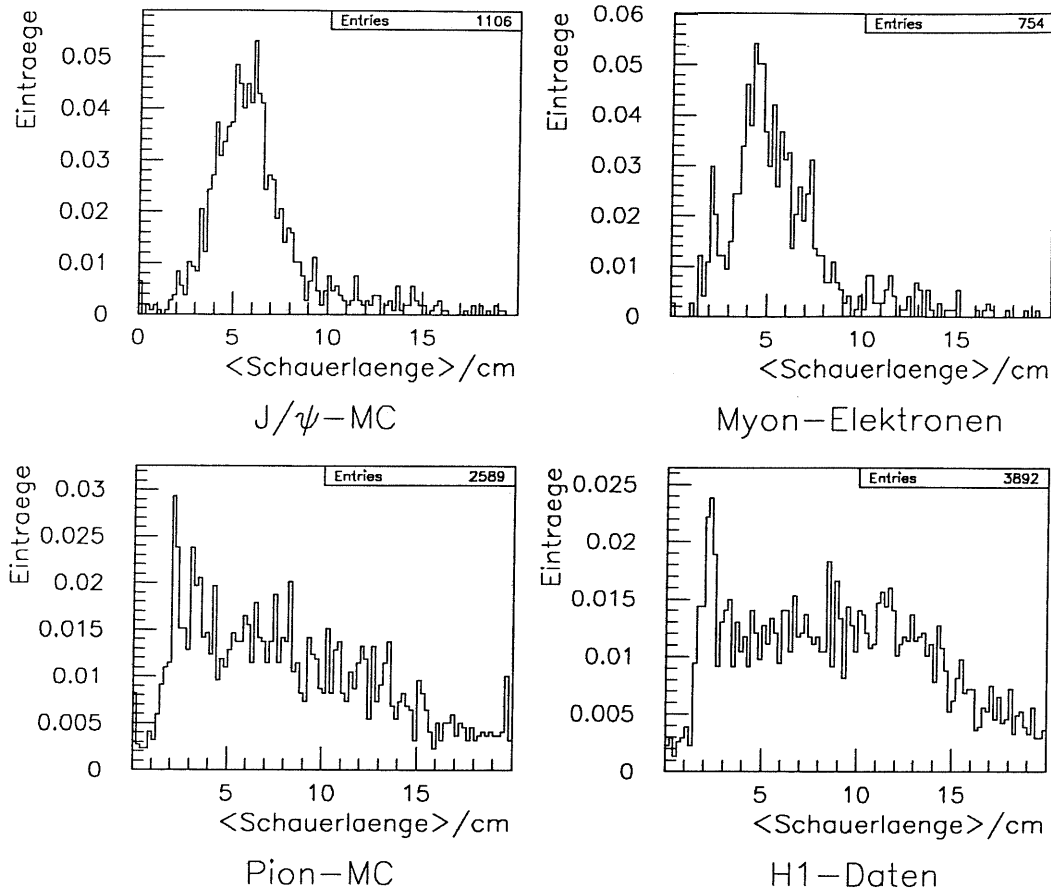 Entries 1106
Eintraege
0.05
0.04
0.03
0.02
0.01
0
0 5 10 15
<Schauerlaenge>/cm
J/ψ−MC
Entries 754
Eintraege
0.06
0.05
0.04
0.03
0.02
0.01
0
5 10 15
<Schauerlaenge>/cm
Myon−Elektronen
Entries 2589
Eintraege
0.03
0.025
0.02
0.015
0.01
0.005
0
5 10 15
<Schauerlaenge>/cm
Pion−MC
Entries 3892
Eintraege
0.025
0.02
0.015
0.01
0.005
0
5 10 15
<Schauerlaenge>/cm
H1−Daten